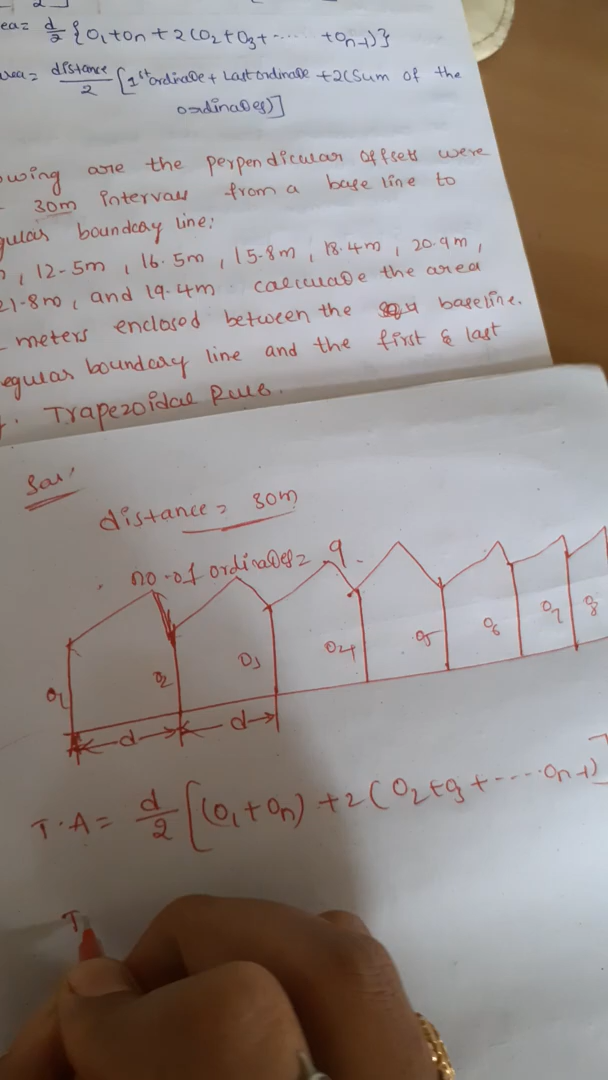 ea= d/2 {O1+On + 2(O2+O3+---- +On-1)}
area= distance/2 [1st ordinate + Last ordinate +2(Sum of the
ordinates)]
owing are the perpendicular offsets were
30m intervals from a base line to
gular boundary line:
, 12-5m, 16.5m, 15.8m, 18.4m, 20.9m,
21.8m, and 19.4m. calculate the area
meters enclosed between the baseline.
egular boundary line and the first & last
Trapezoidal Rule.
Sol:
distance = 30m
no. of ordinates = 9.
O1 O2 O3 O4 O5 O6 O7 8
d d
T.A = d/2 [(O1+On) +2(O2+O3+----On-1)]
T